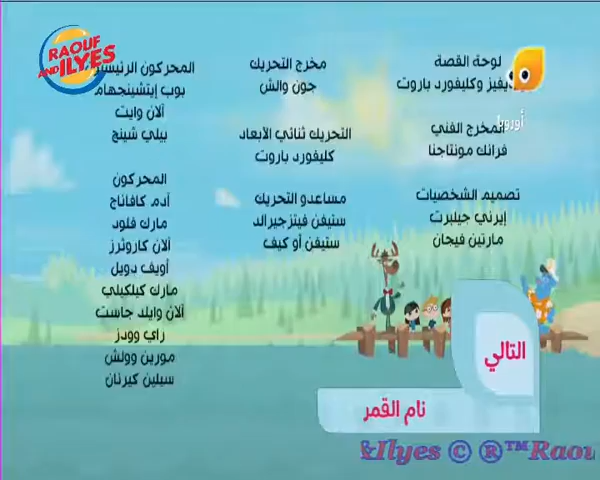 لوحة القصة
ديفيز وكليفورد باروت
المخرج الفني
فرانك مونتاجنا
تصميم الشخصيات
إيرني جيلبرت
مارتين فيجان
مخرج التحريك
جون والش
التحريك ثنائي الأبعاد
كليفورد باروت
مساعدو التحريك
ستيفن فيتزجيرالد
ستيفن أو كيف
المحركون الرئيسيو
بوب إيتشينجهام
آلان وايت
بيلي شينج
المحركون
آدم كافاناج
مارك فلود
آلان كاروثرز
أويف دويل
مارك كيلكيلي
آلان وايلد جاست
راي وودز
مورين وولش
سيلين كيرنان
RAOUF
AND ILYES
أوروبا
التالي
نام القمر
&Ilyes © ®™Raou